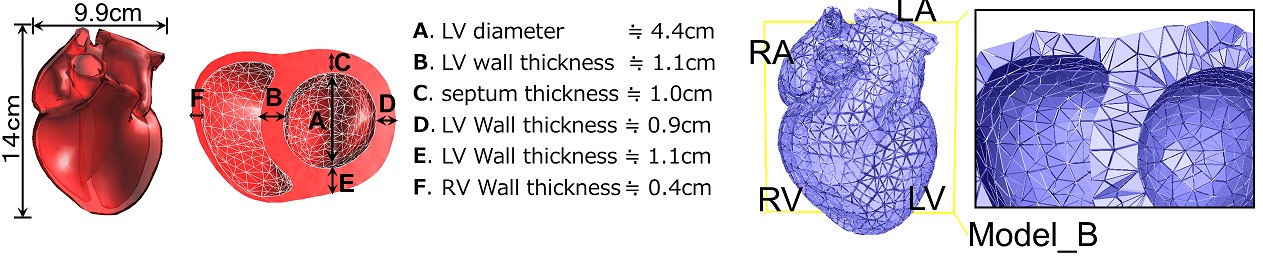 9.9cm
14cm
F
B
C
A
D
E
A. LV diameter ≒ 4.4cm
B. LV wall thickness ≒ 1.1cm
C. septum thickness ≒ 1.0cm
D. LV Wall thickness ≒ 0.9cm
E. LV Wall thickness ≒ 1.1cm
F. RV Wall thickness ≒ 0.4cm
LA
RA
RV
LV
Model_B